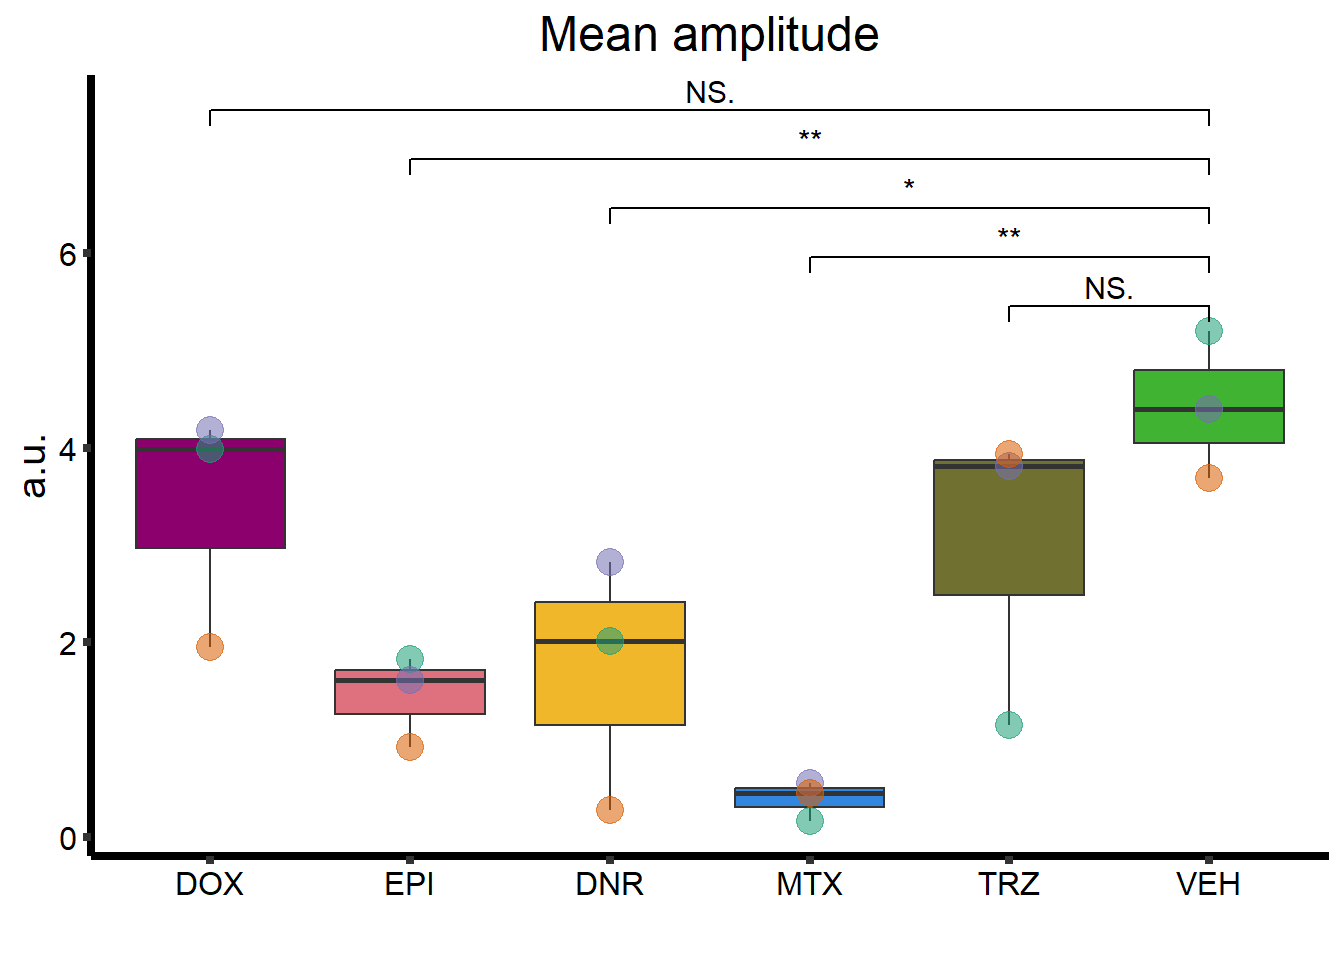 Mean amplitude
NS.
**
*
**
NS.
6
4
2
0
a.u.
DOX EPI DNR MTX TRZ VEH